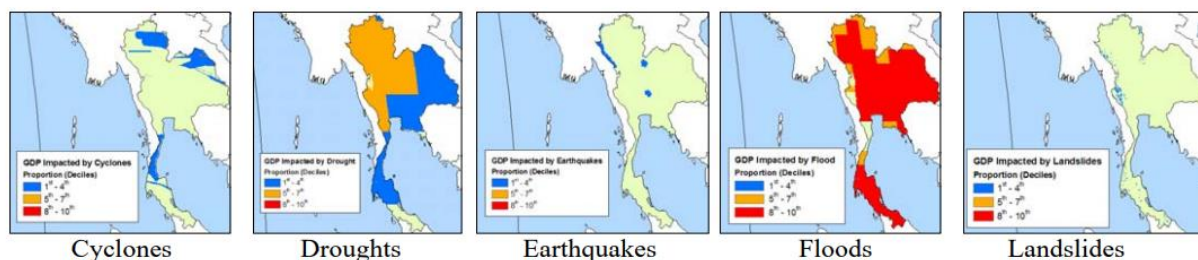 GDP Impacted by Cyclones
Proportion (Deciles)
1st - 4th
5th - 7th
8th - 10th
Cyclones
GDP Impacted by Drought
Proportion (Deciles)
1st - 4th
5th - 7th
8th - 10th
Droughts
GDP Impacted by Earthquakes
Proportion (Deciles)
1st - 4th
5th - 7th
8th - 10th
Earthquakes
GDP Impacted by Flood
Proportion (Deciles)
1st - 4th
5th - 7th
8th - 10th
Floods
GDP Impacted by Landslides
Proportion (Deciles)
1st - 4th
5th - 7th
8th - 10th
Landslides